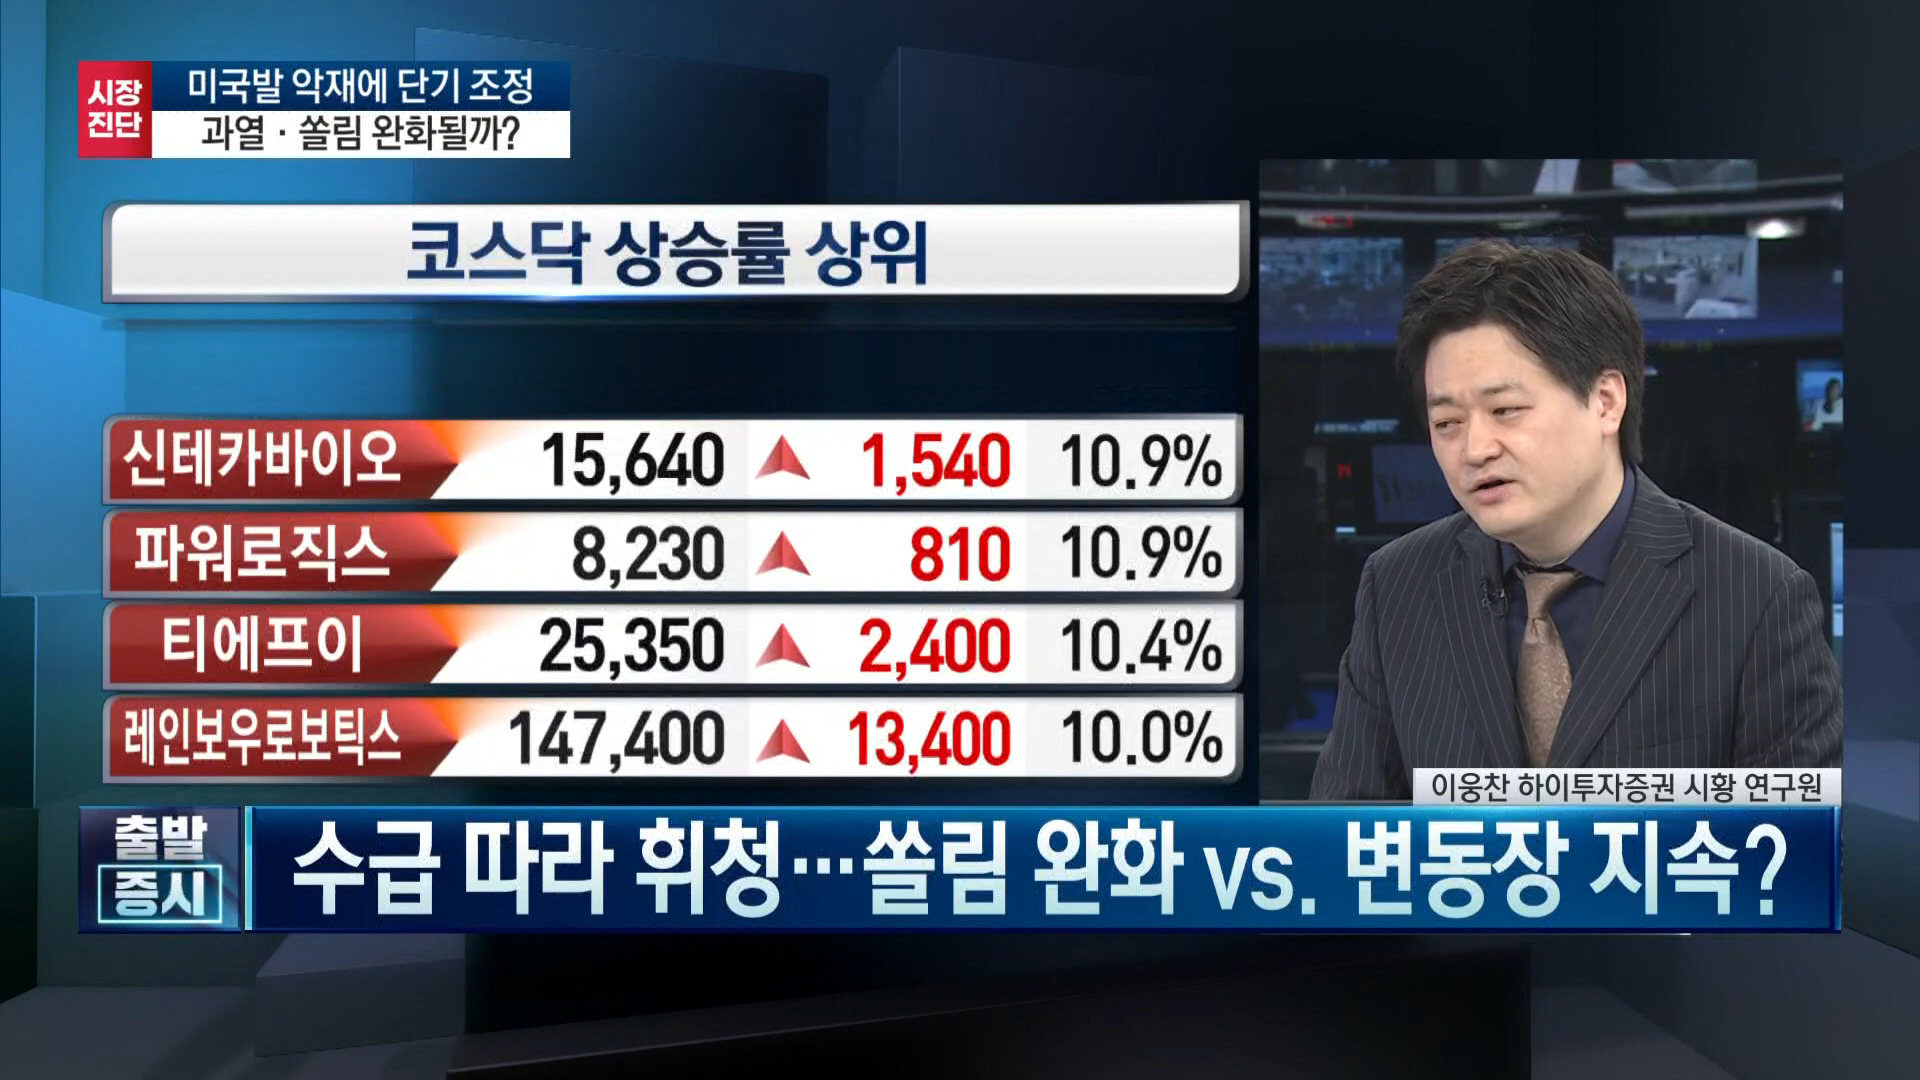 시장
진단
미국발 악재에 단기 조정
과열·쏠림 완화될까?
코스닥 상승률 상위
신테카바이오 15,640 ▲ 1,540 10.9%
파워로직스 8,230 ▲ 810 10.9%
티에프이 25,350 ▲ 2,400 10.4%
레인보우로보틱스 147,400 ▲ 13,400 10.0%
이웅찬 하이투자증권 시황 연구원
출발
증시
수급 따라 휘청…쏠림 완화 vs. 변동장 지속?